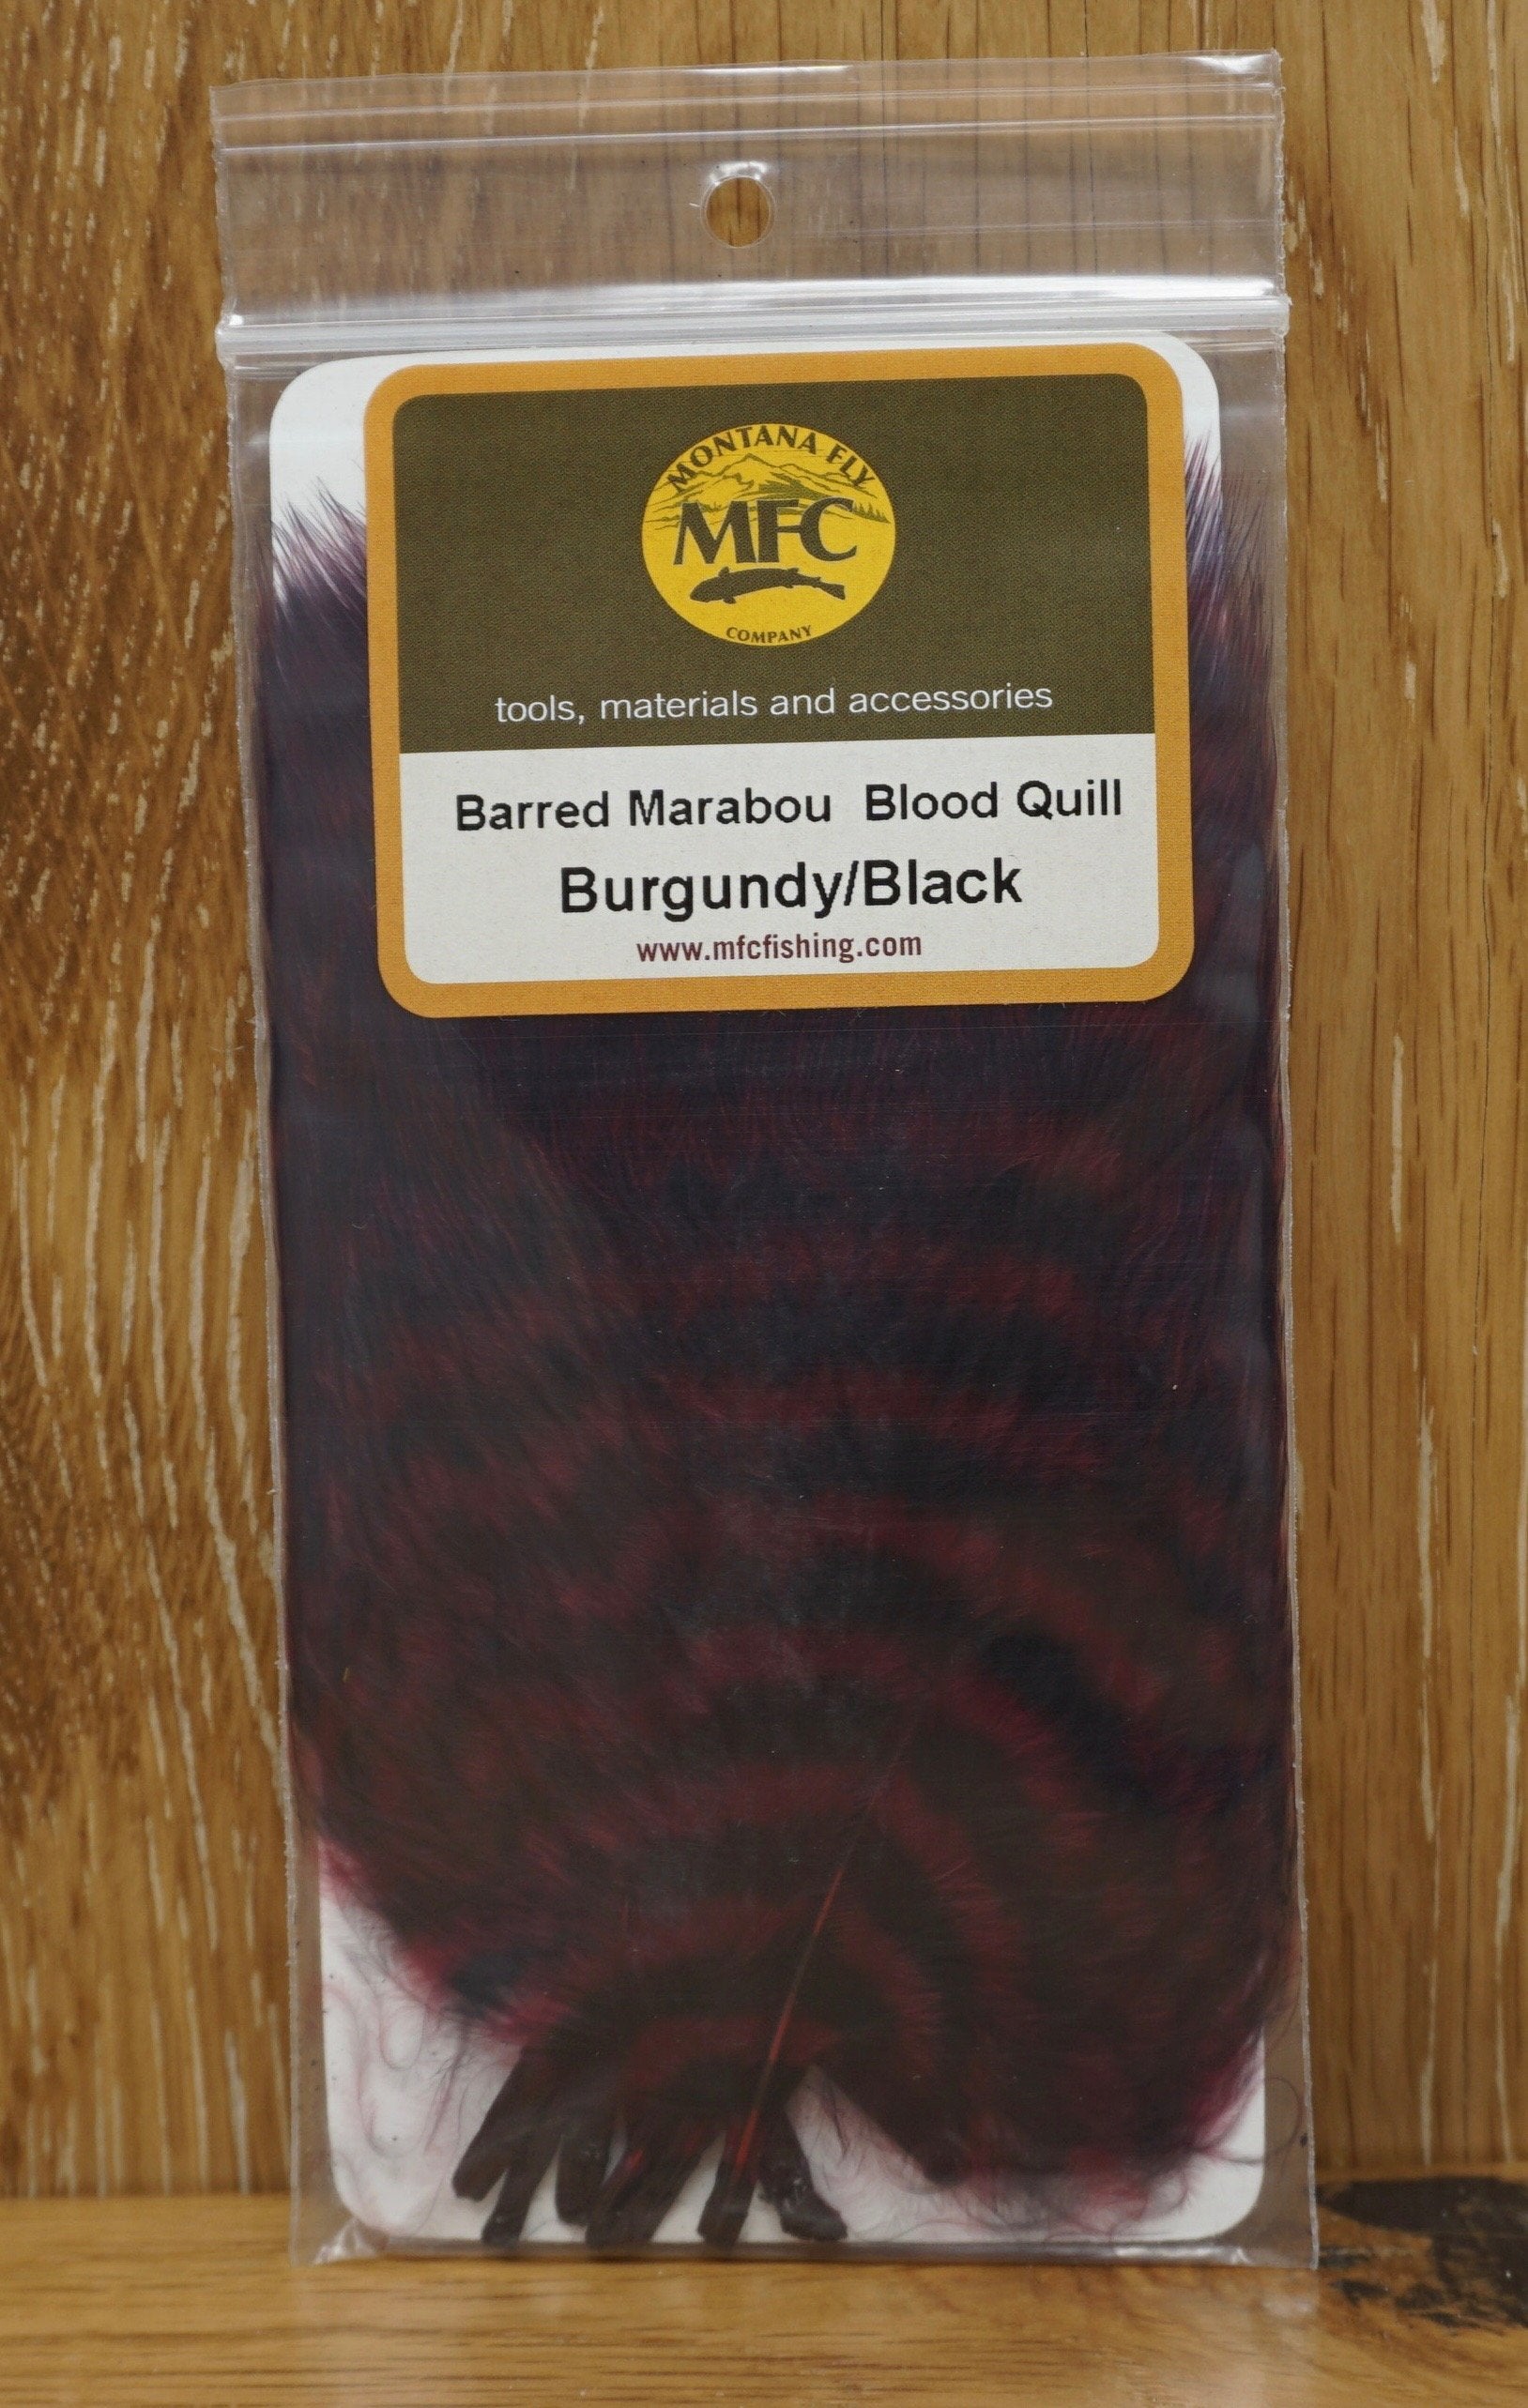 MONTANA FLY
MFC
COMPANY
tools, materials and accessories
Barred Marabou Blood Quill
Burgundy/Black
www.mfcfishing.com